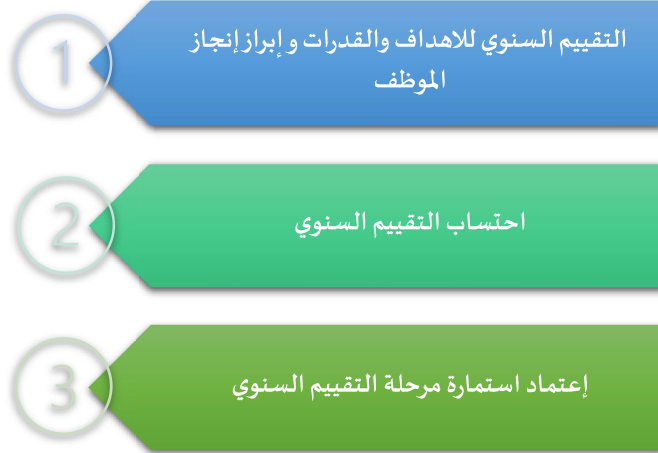 1
التقييم السنوي للاهداف والقدرات و إبراز إنجاز
الموظف
2
احتساب التقييم السنوي
3
إعتماد استمارة مرحلة التقييم السنوي